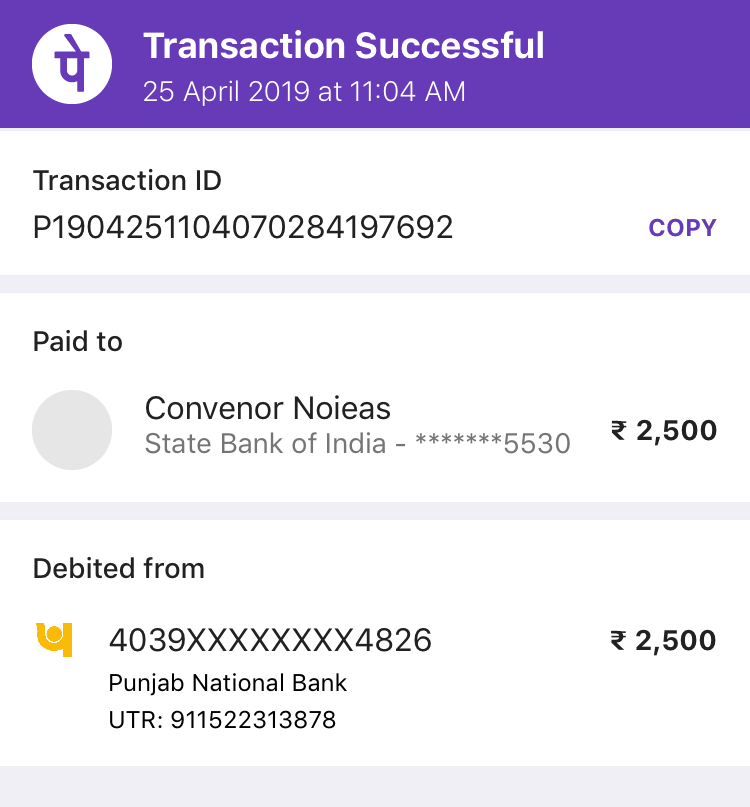 पे
Transaction Successful
25 April 2019 at 11:04 AM
Transaction ID
P1904251104070284197692
COPY
Paid to
Convenor Noieas
State Bank of India - *******5530
₹ 2,500
Debited from
4039XXXXXXXX4826
₹ 2,500
Punjab National Bank
UTR: 911522313878